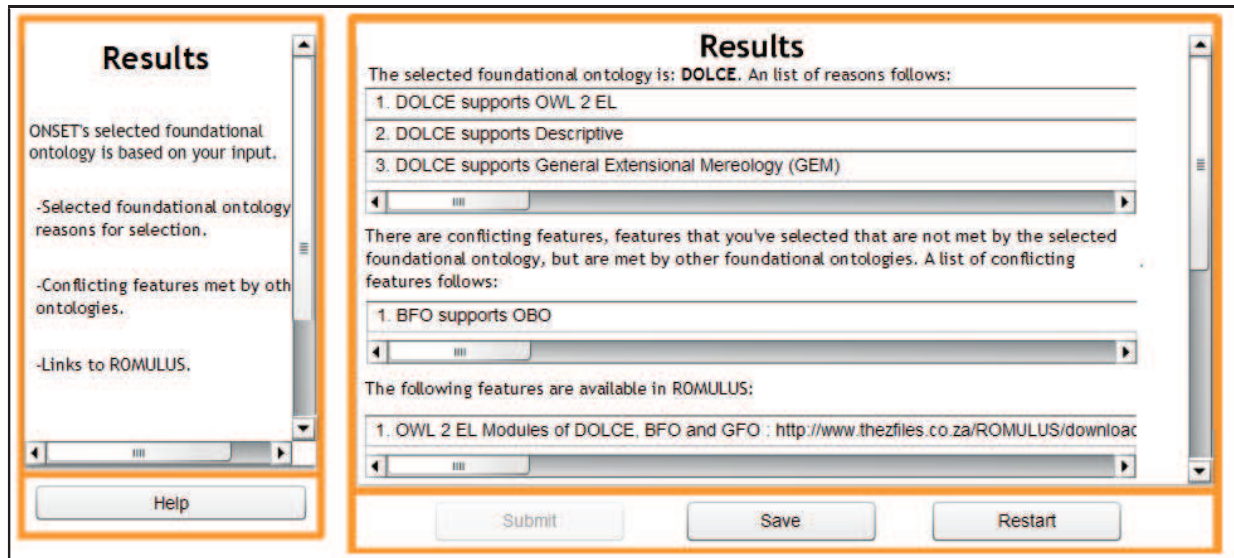 Results
ONSET's selected foundational
ontology is based on your input.
-Selected foundational ontology
reasons for selection.
-Conflicting features met by oth
ontologies.
-Links to ROMULUS.
Help
Results
The selected foundational ontology is: DOLCE. An list of reasons follows:
1. DOLCE supports OWL 2 EL
2. DOLCE supports Descriptive
3. DOLCE supports General Extensional Mereology (GEM)
There are conflicting features, features that you've selected that are not met by the selected
foundational ontology, but are met by other foundational ontologies. A list of conflicting
features follows:
1. BFO supports OBO
The following features are available in ROMULUS:
1. OWL 2 EL Modules of DOLCE, BFO and GFO : http://www.thezfiles.co.za/ROMULUS/downloac
Submit
Save
Restart